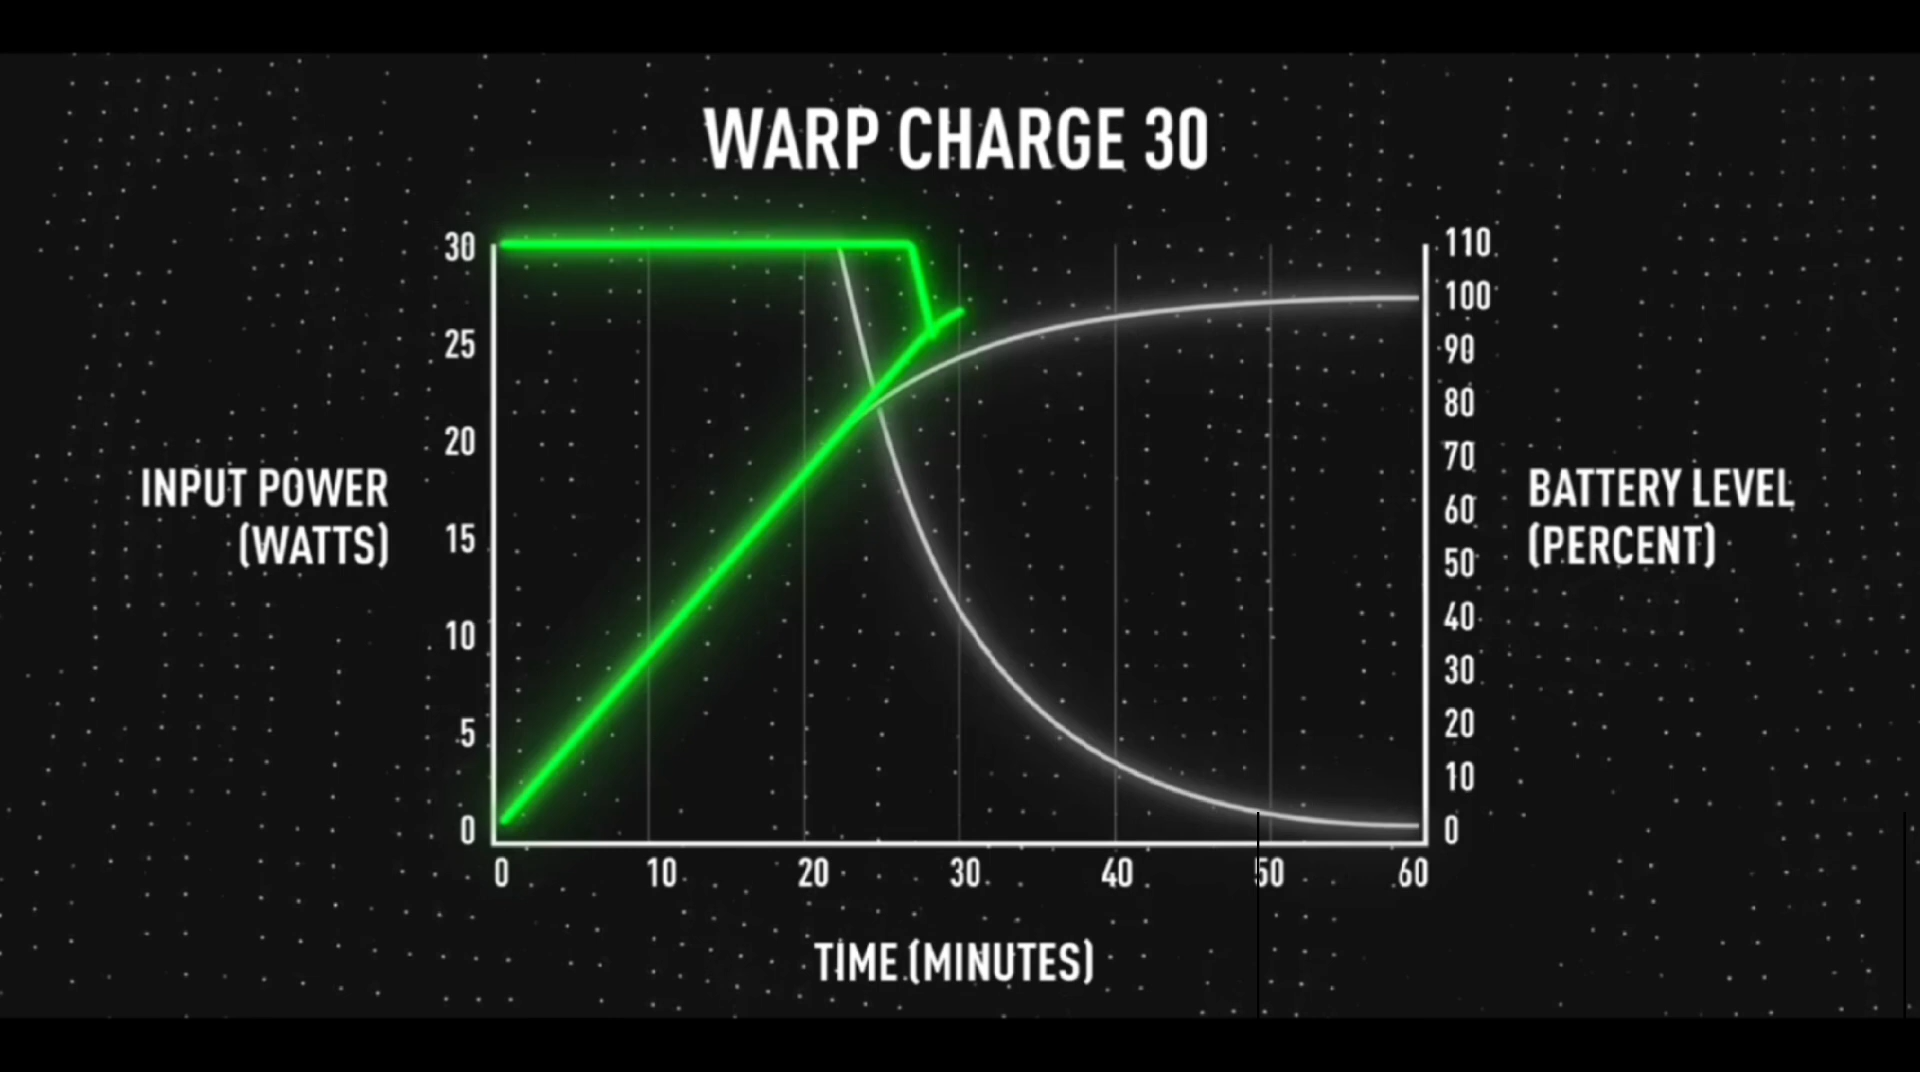 WARP CHARGE 30
INPUT POWER
(WATTS)
30
25
20
15
10
5
0
110
100
90
80
70
60
50
40
30
20
10
0
BATTERY LEVEL
(PERCENT)
0 10 20 30 40 50 60
TIME (MINUTES)